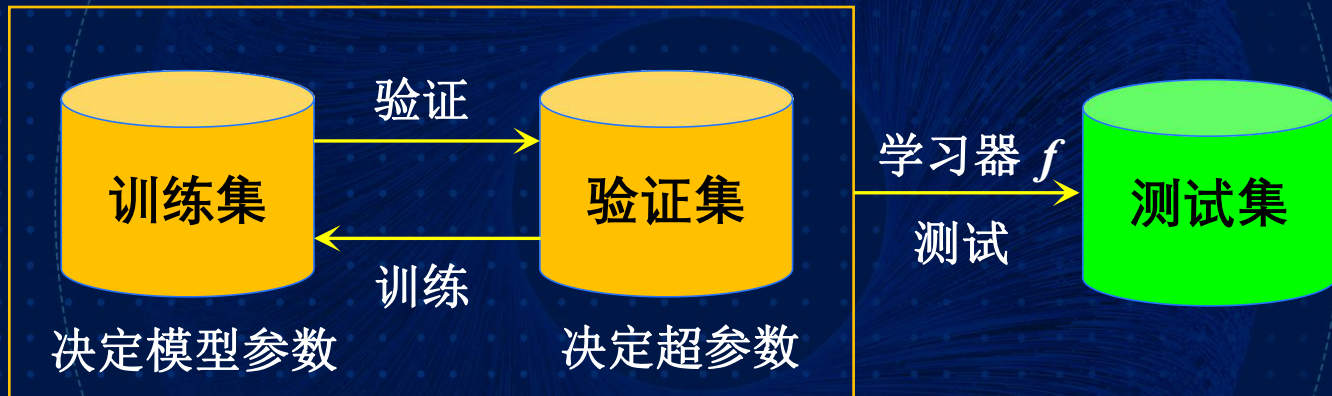 验证
训练集
验证集
训练
决定模型参数
决定超参数
学习器 f
测试
测试集